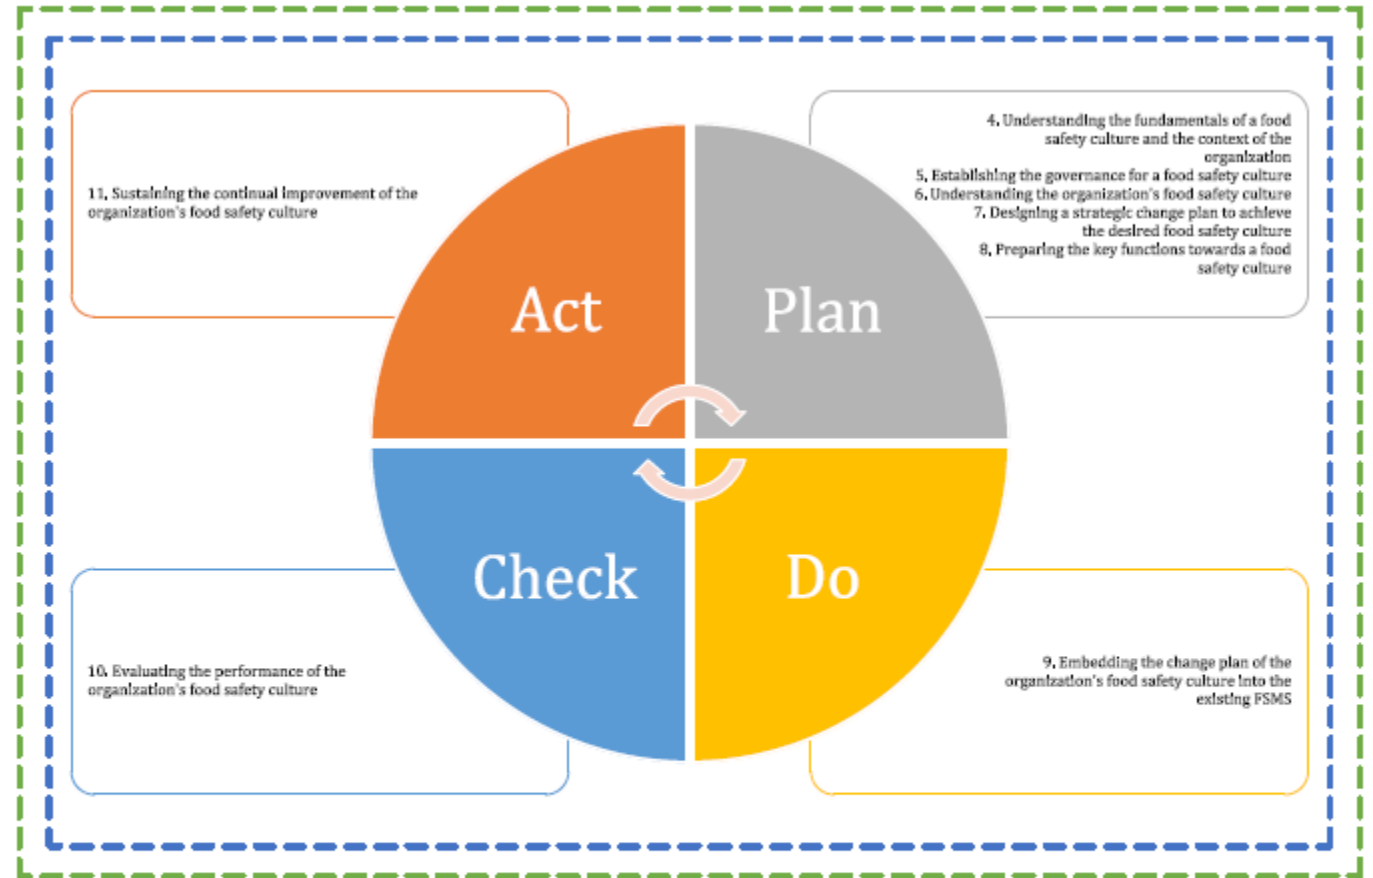 11. Sustaining the continual improvement of the
organization's food safety culture
4. Understanding the fundamentals of a food
safety culture and the context of the
organization
5. Establishing the governance for a food safety culture
6. Understanding the organization's food safety culture
7. Designing a strategic change plan to achieve
the desired food safety culture
8. Preparing the key functions towards a food
safety culture
Act
Plan
Check
Do
10. Evaluating the performance of the
organization's food safety culture
9. Embedding the change plan of the
organization's food safety culture into the
existing FSMS